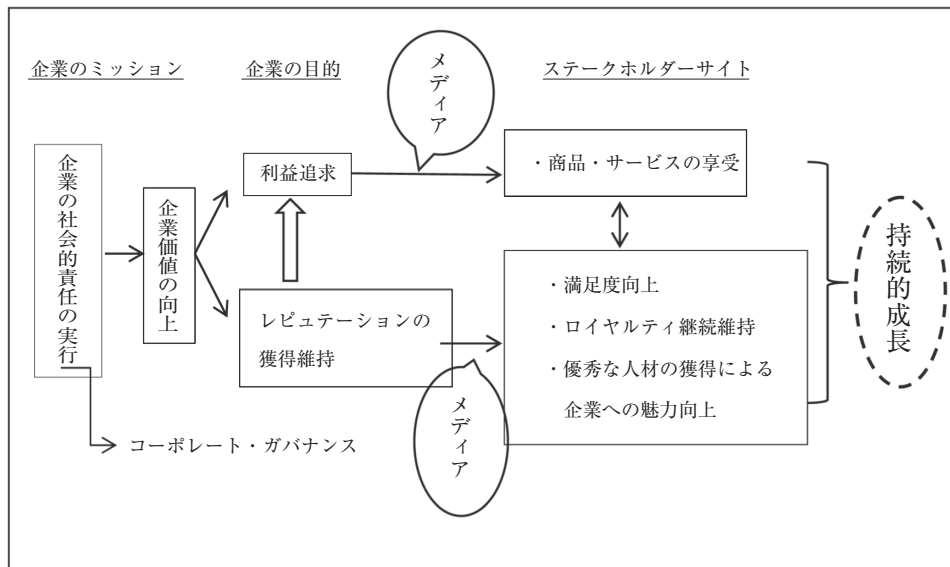 企業のミッション
企業の目的
ステークホルダーサイト
メディア
企業の社会的責任の実行
企業価値の向上
利益追求
・商品・サービスの享受
レピュテーションの
獲得維持
・満足度向上
・ロイヤルティ継続維持
・優秀な人材の獲得による
企業への魅力向上
持続的成長
メディア
コーポレート・ガバナンス